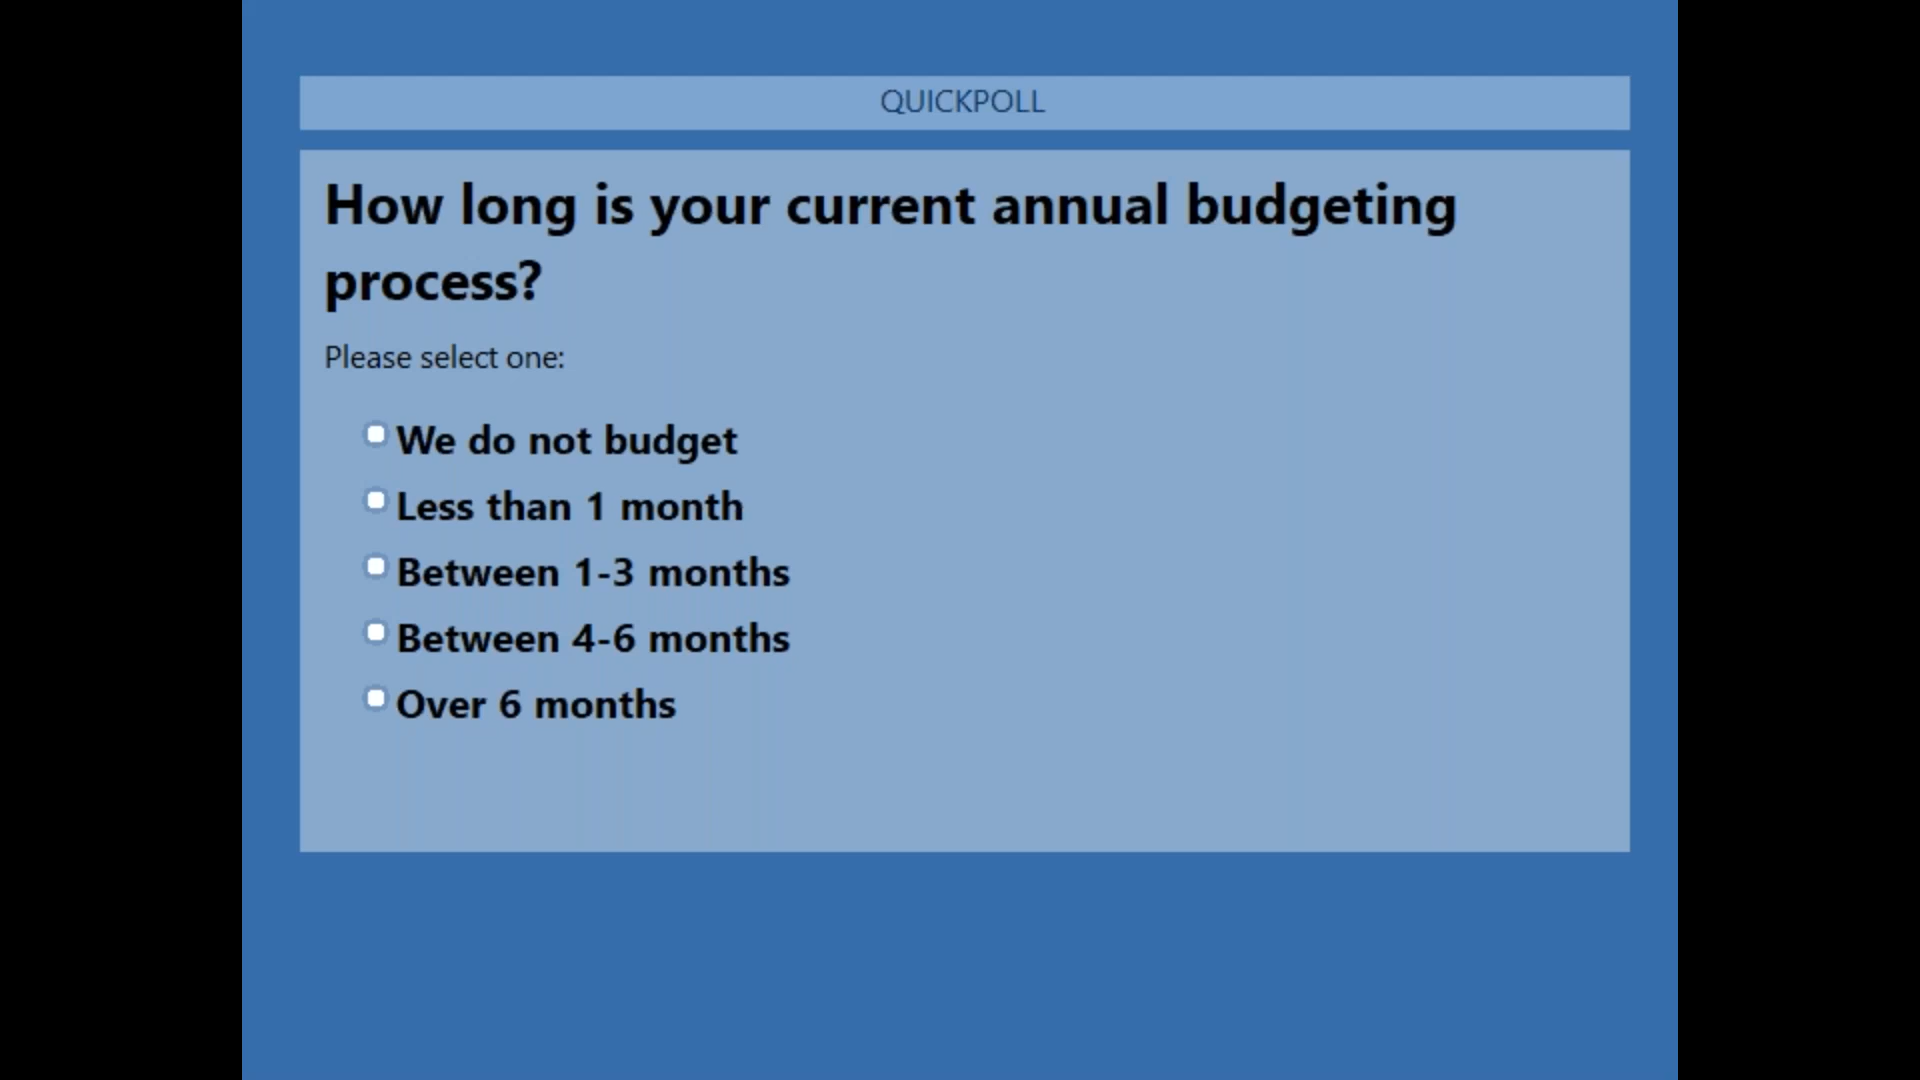 QUICKPOLL
How long is your current annual budgeting
process?
Please select one:
We do not budget
Less than 1 month
Between 1-3 months
Between 4-6 months
Over 6 months